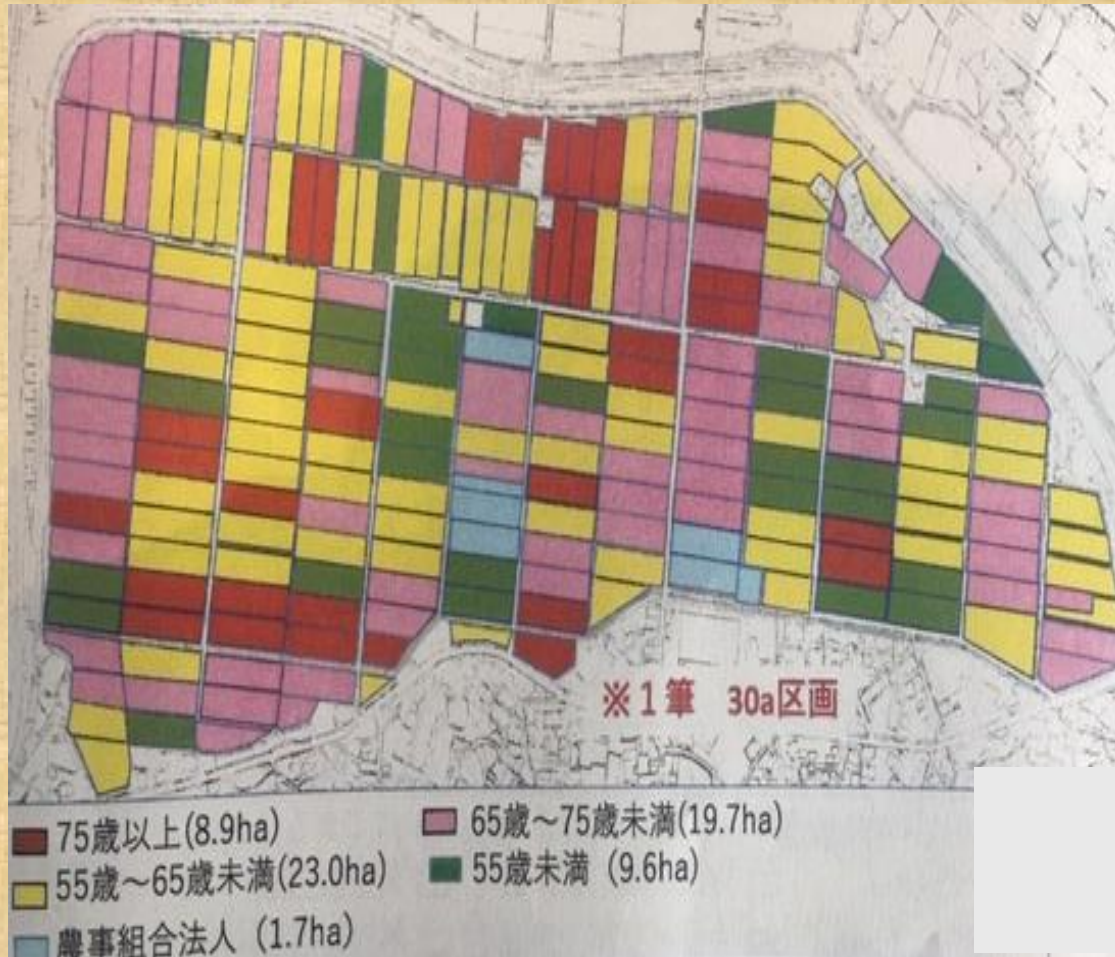 ※１筆　30a区画
75歳以上(8.9ha)
65歳～75歳未満(19.7ha)
55歳～65歳未満(23.0ha)
55歳未満 (9.6ha)
農事組合法人 (1.7ha)